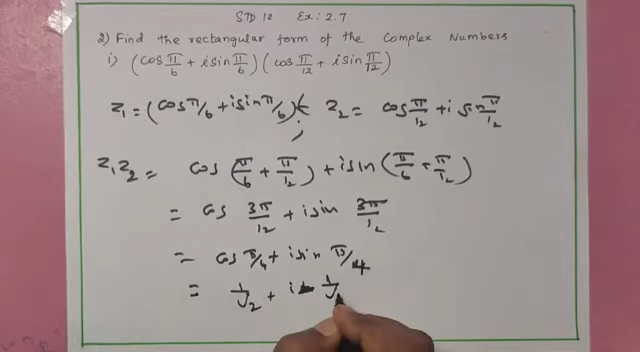 STD 12 Ex: 2.7
2) Find the rectangular form of the Complex Numbers
i) (cos π/6 + i sin π/6) (cos π/12 + i sin π/12)
Z₁ = (cos π/6 + i sin π/6) ; Z₂ = cos π/12 + i sin π/12
Z₁Z₂ = cos (π/6 + π/12) + i sin (π/6 + π/12)
= cos 3π/12 + i sin 3π/12
= cos π/4 + i sin π/4
= 1/√2 + i 1/√